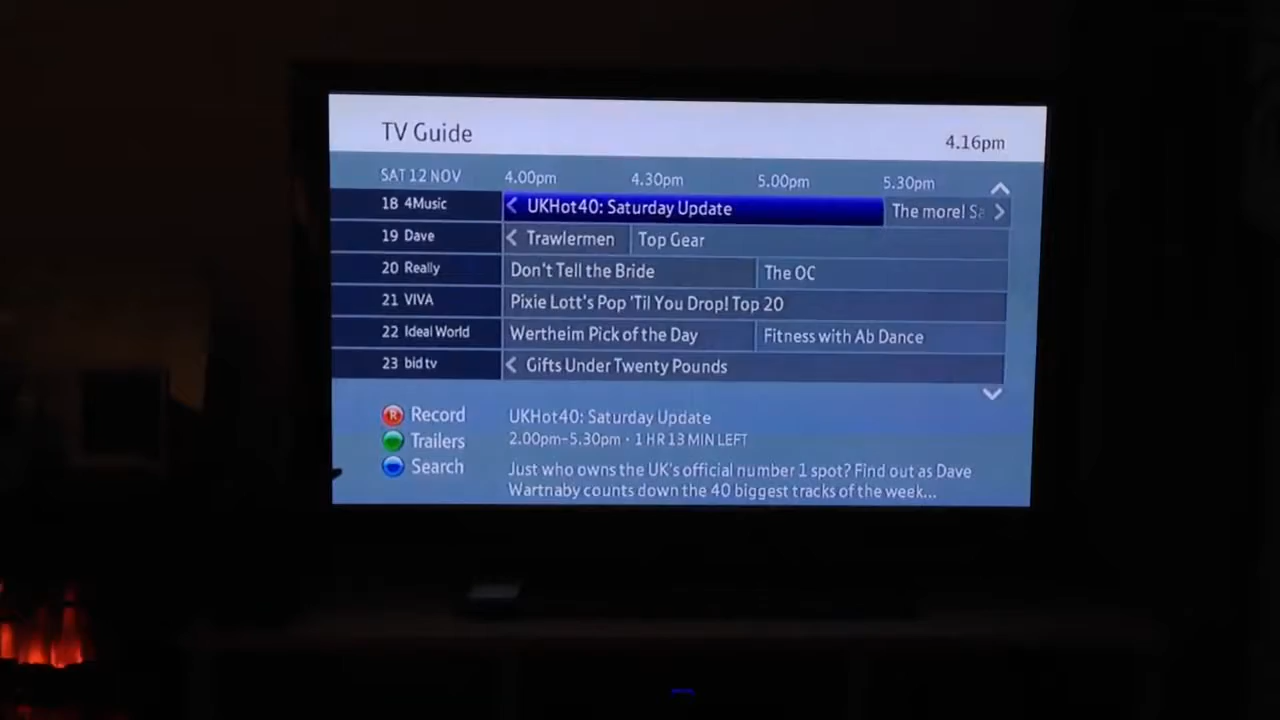 TV Guide
4.16pm
SAT 12 NOV 4.00pm 4.30pm 5.00pm 5.30pm
18 4Music UKHot40: Saturday Update The more! Sa
19 Dave Trawlermen Top Gear
20 Really Don't Tell the Bride The OC
21 VIVA Pixie Lott's Pop 'Til You Drop! Top 20
22 Ideal World Wertheim Pick of the Day Fitness with Ab Dance
23 bid tv Gifts Under Twenty Pounds
R Record UKHot40: Saturday Update
Trailers 2.00pm-5.30pm · 1 HR 13 MIN LEFT
Search Just who owns the UK's official number 1 spot? Find out as Dave
Wartnaby counts down the 40 biggest tracks of the week...